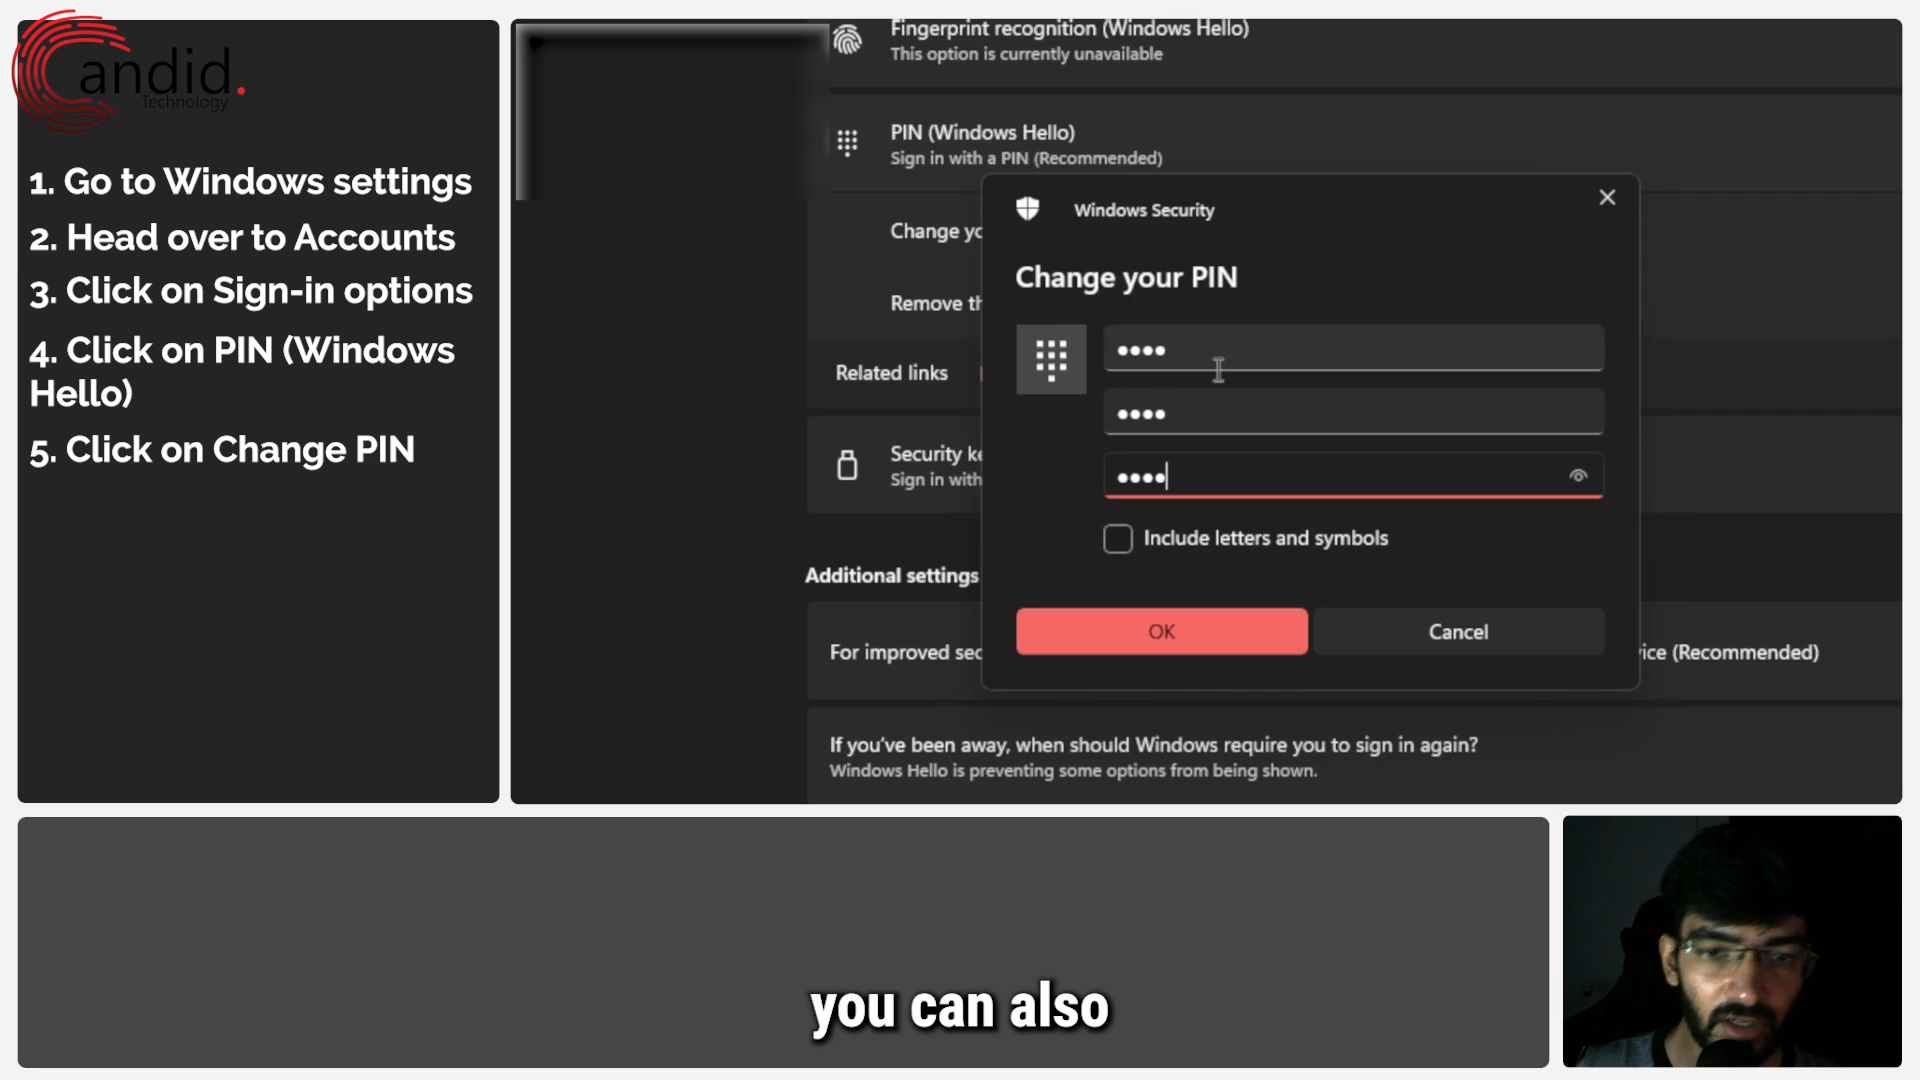 andid.
Technology
1. Go to Windows settings
2. Head over to Accounts
3. Click on Sign-in options
4. Click on PIN (Windows
Hello)
5. Click on Change PIN
Fingerprint recognition (Windows Hello)
This option is currently unavailable
PIN (Windows Hello)
Sign in with a PIN (Recommended)
Change yo
Remove th
Related links
Security ke
Sign in with
Additional settings
For improved sec
ice (Recommended)
If you've been away, when should Windows require you to sign in again?
Windows Hello is preventing some options from being shown.
Windows Security
Change your PIN
Include letters and symbols
OK
Cancel
you can also